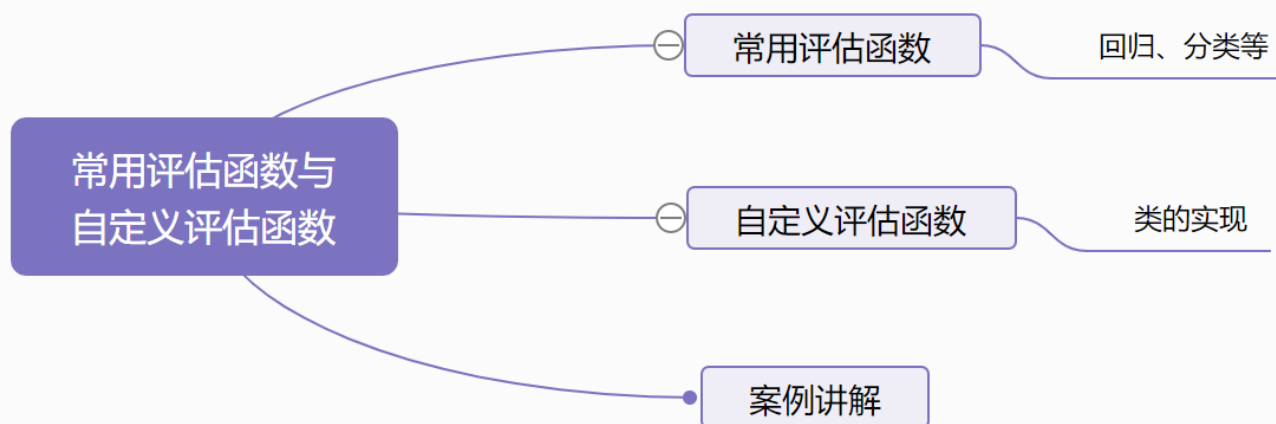 常用评估函数与
自定义评估函数
常用评估函数
回归、分类等
自定义评估函数
类的实现
案例讲解